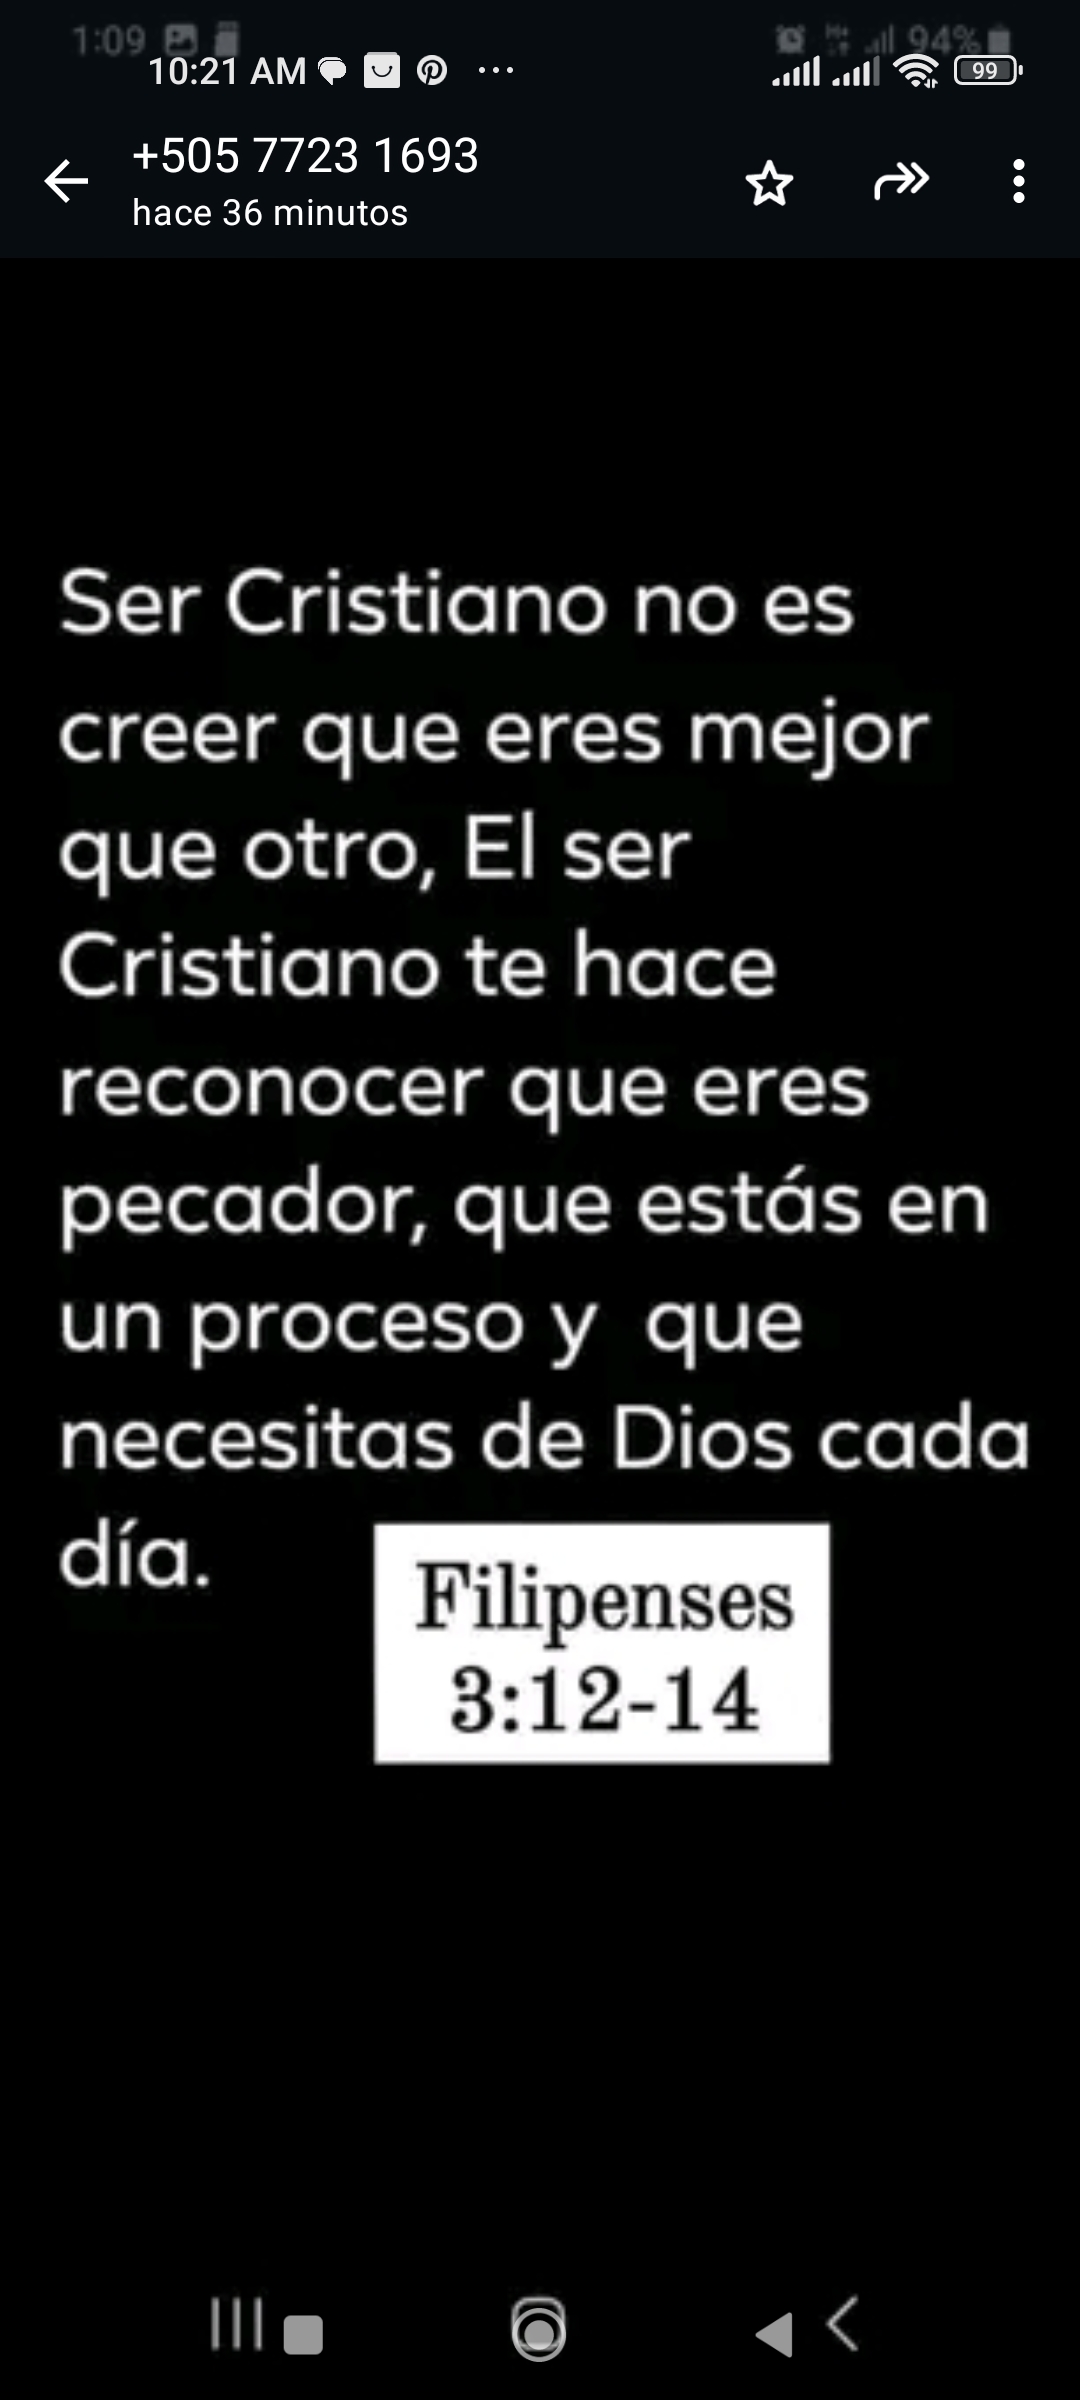 1:09 94%
10:21 AM ... 99
+505 7723 1693
hace 36 minutos
Ser Cristiano no es
creer que eres mejor
que otro, El ser
Cristiano te hace
reconocer que eres
pecador, que estás en
un proceso y  que
necesitas de Dios cada
día.
Filipenses
3:12-14